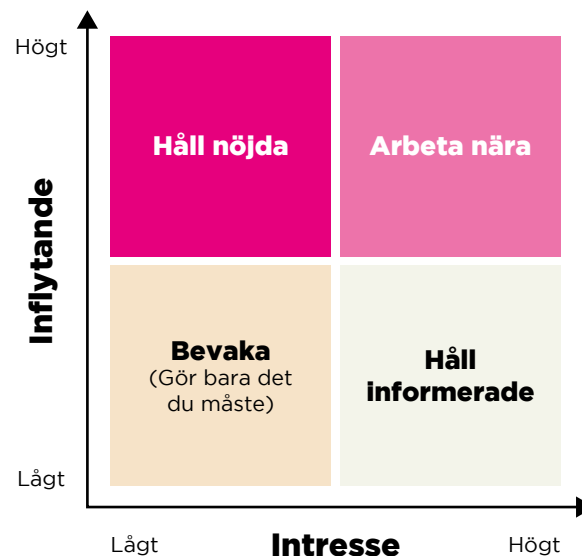 Högt
Håll nöjda
Arbeta nära
Inflytande
Bevaka
(Gör bara det
du måste)
Håll
informerade
Lågt
Lågt
Intresse
Högt